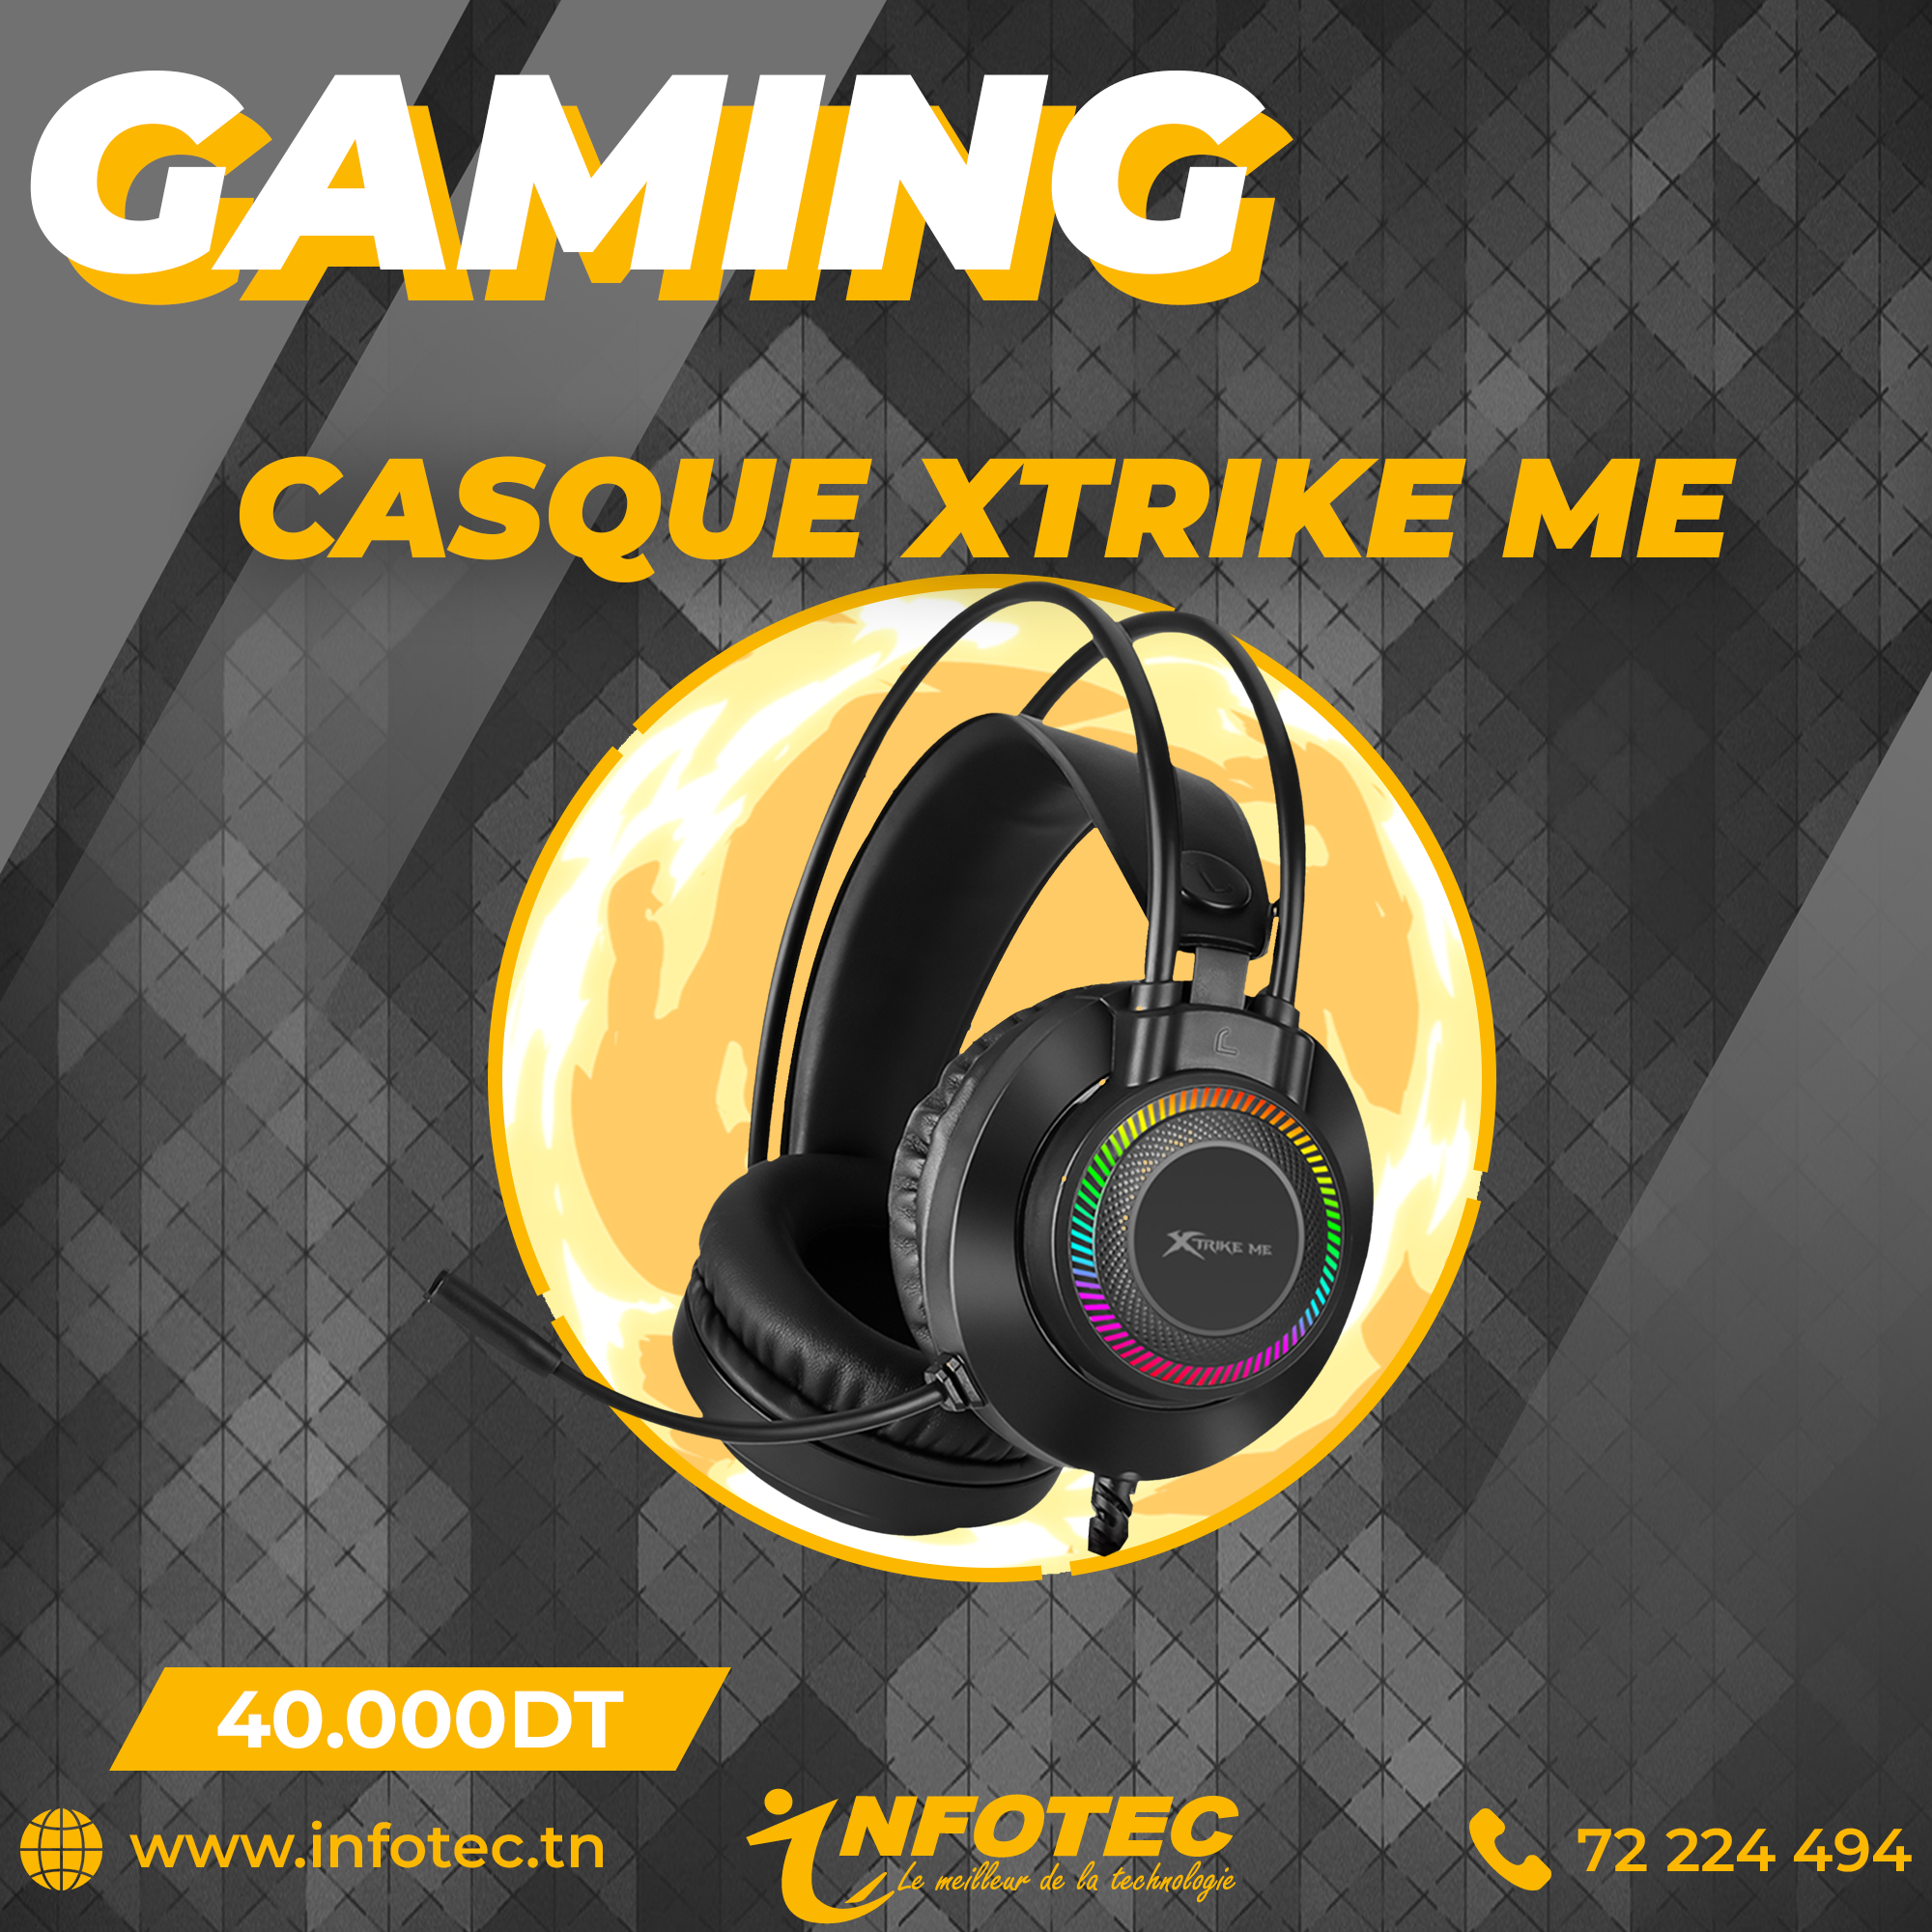 GAMING
CASQUE XTRIKE ME
L
XTRIKE ME
40.000DT
www.infotec.tn
iNFOTEC
Le meilleur de la technologie
72 224 494